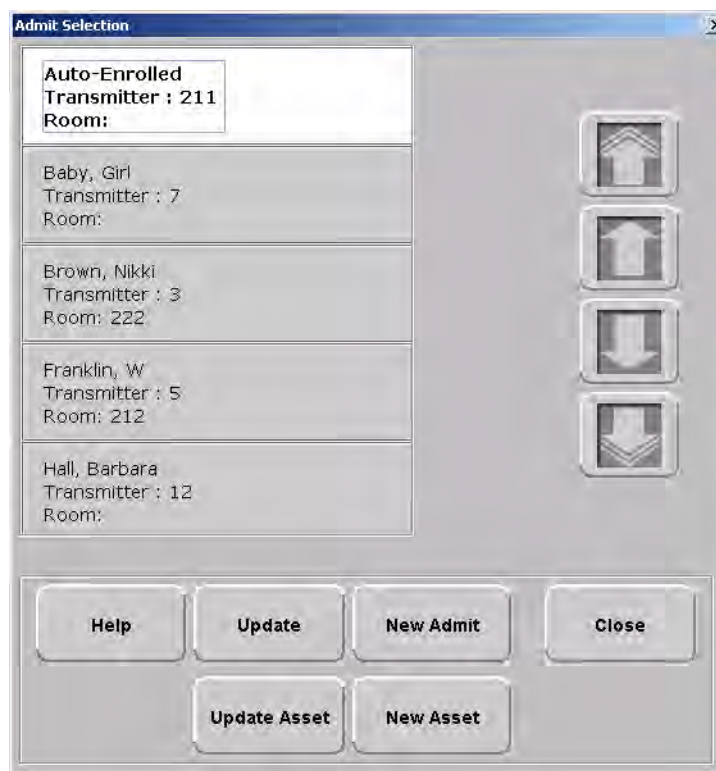 Admit Selection
Auto-Enrolled
Transmitter : 211
Room:
Baby, Girl
Transmitter : 7
Room:
Brown, Nikki
Transmitter : 3
Room: 222
Franklin, W
Transmitter : 5
Room: 212
Hall, Barbara
Transmitter : 12
Room:
Help Update New Admit Close
Update Asset New Asset